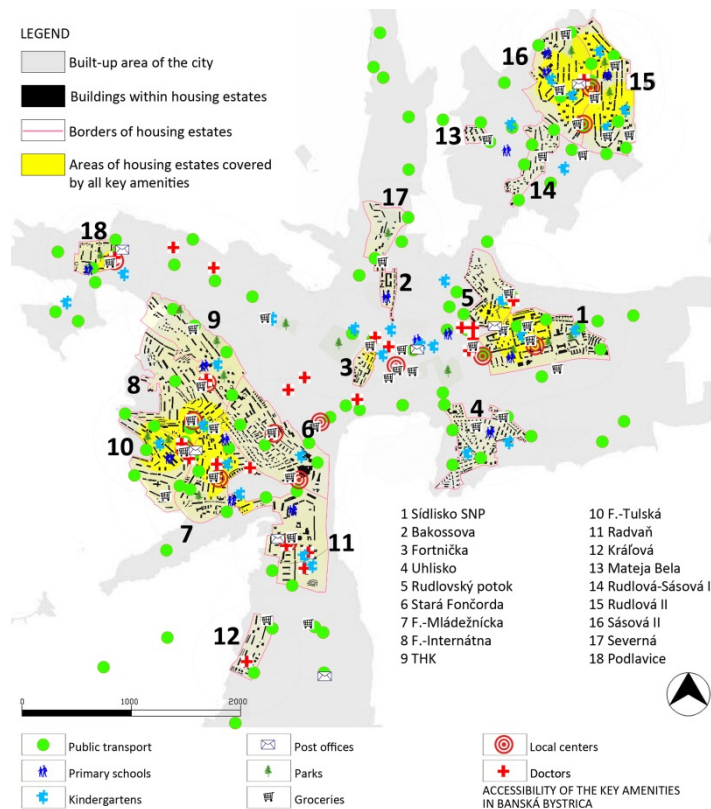 LEGEND
Built-up area of the city
Buildings within housing estates
Borders of housing estates
Areas of housing estates covered
by all key amenities
16
15
13
14
17
18
2
5
1
9
3
8
6
4
10
7
11
12
1 Sídlisko SNP
2 Bakossova
3 Fortnička
4 Uhlisko
5 Rudlovský potok
6 Stará Fončorda
7 F.-Mládežnícka
8 F.-Internátna
9 THK
10 F.-Tulská
11 Radvaň
12 Kráľová
13 Mateja Bela
14 Rudlová-Sásová I
15 Rudlová II
16 Sásová II
17 Severná
18 Podlavice
0 1000 2000
Public transport
Post offices
Local centers
Primary schools
Parks
Doctors
Kindergartens
Groceries
ACCESSIBILITY OF THE KEY AMENITIES
IN BANSKÁ BYSTRICA